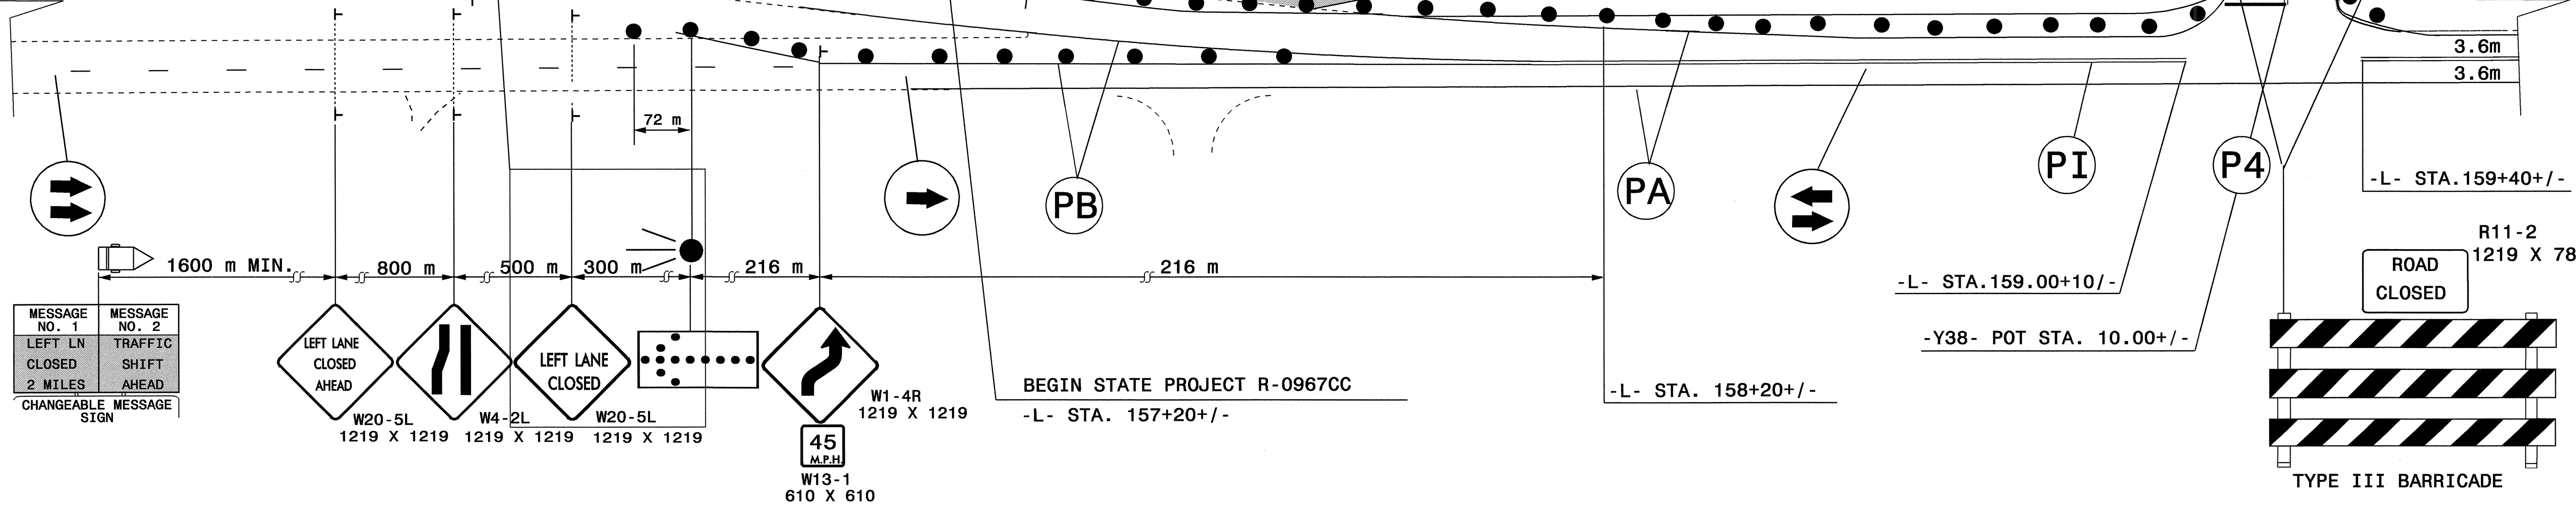 3.6m
3.6m
72 m
PB
PA
PI
P4
-L- STA.159+40+/-
R11-2
1219 X 78
ROAD
CLOSED
1600 m MIN.
800 m
500 m
300 m
216 m
216 m
-L- STA.159.00+10/-
-Y38- POT STA. 10.00+/-
MESSAGE NO. 1
MESSAGE NO. 2
LEFT LN
CLOSED
2 MILES
TRAFFIC
SHIFT
AHEAD
CHANGEABLE MESSAGE
SIGN
LEFT LANE
CLOSED
AHEAD
W20-5L
1219 X 1219
W4-2L
1219 X 1219
LEFT LANE
CLOSED
W20-5L
1219 X 1219
W1-4R
1219 X 1219
45
M.P.H.
W13-1
610 X 610
BEGIN STATE PROJECT R-0967CC
-L- STA. 157+20+/-
-L- STA. 158+20+/-
TYPE III BARRICADE